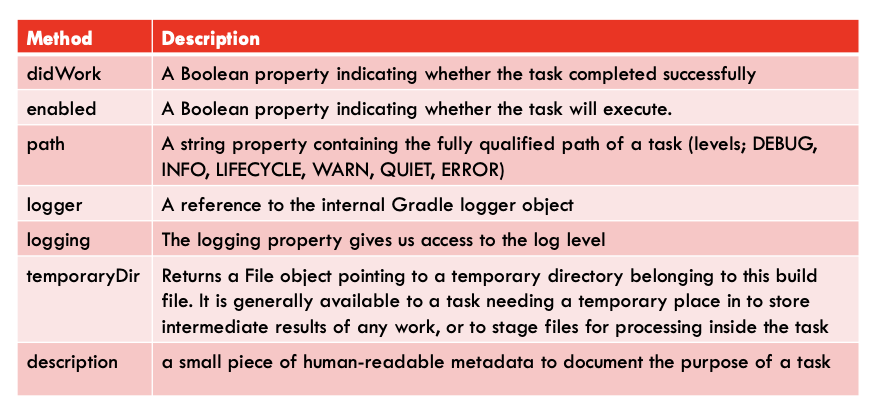 Method Description
didWork A Boolean property indicating whether the task completed successfully
enabled A Boolean property indicating whether the task will execute.
path A string property containing the fully qualified path of a task (levels; DEBUG,
INFO, LIFECYCLE, WARN, QUIET, ERROR)
logger A reference to the internal Gradle logger object
logging The logging property gives us access to the log level
temporaryDir Returns a File object pointing to a temporary directory belonging to this build
file. It is generally available to a task needing a temporary place in to store
intermediate results of any work, or to stage files for processing inside the task
description a small piece of human-readable metadata to document the purpose of a task